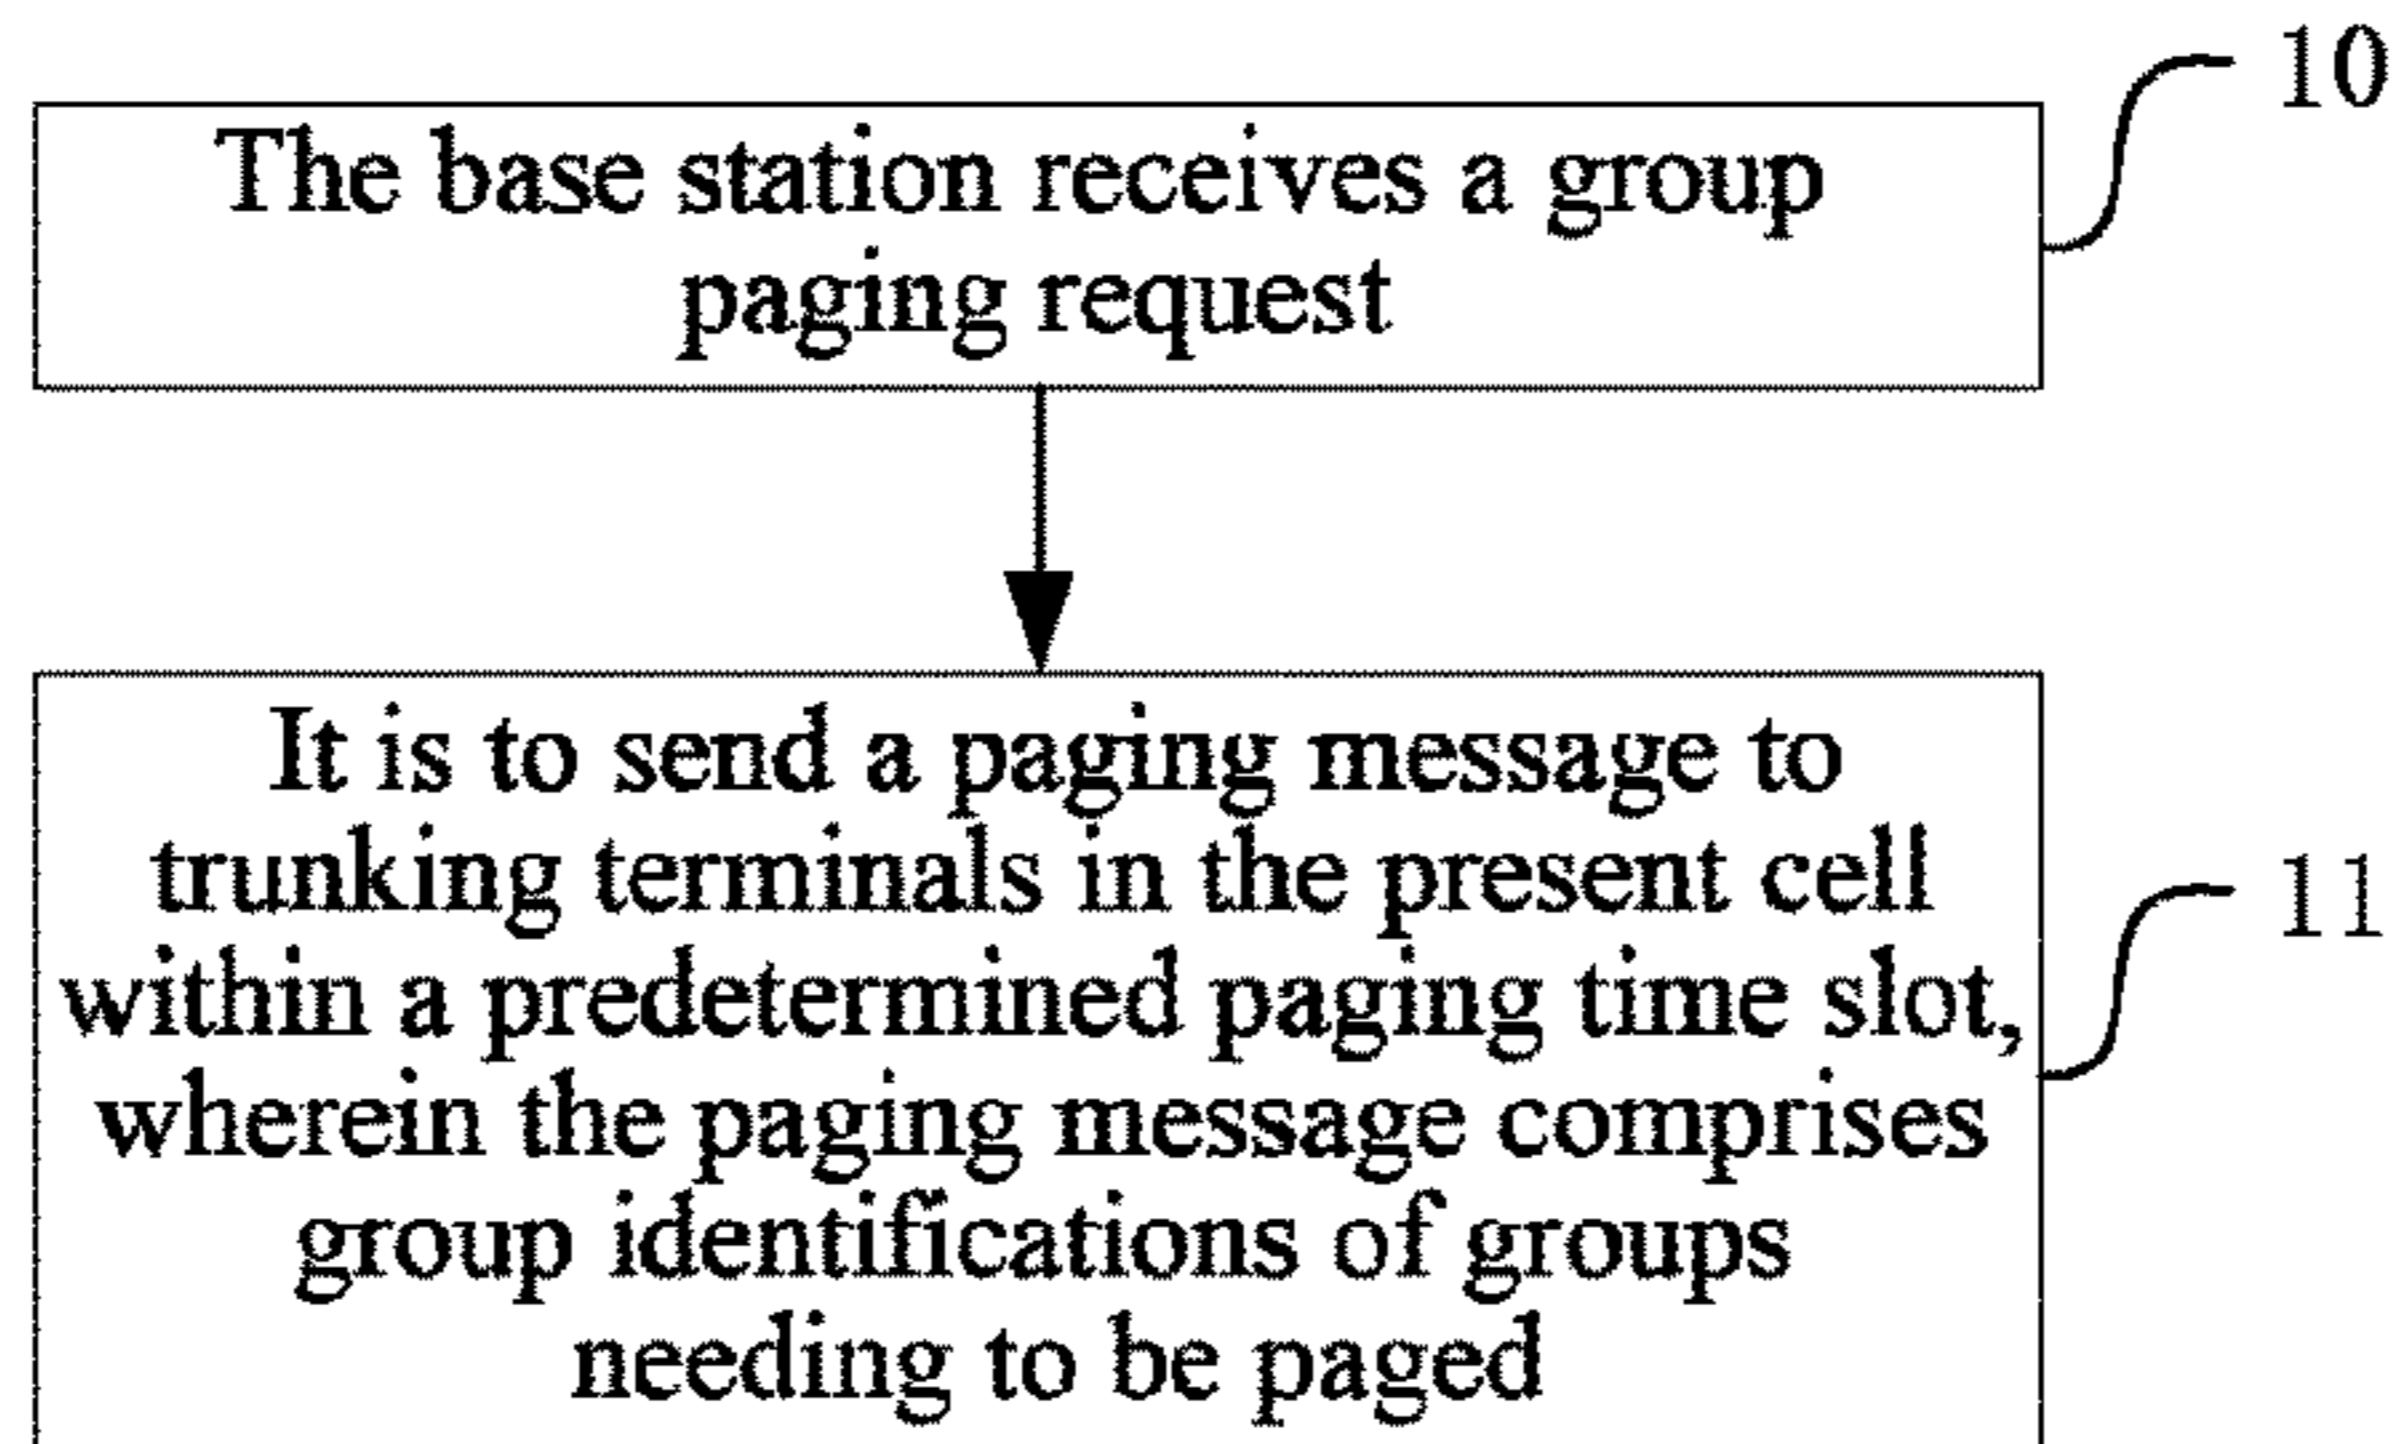 10
The base station receives a group
paging request
It is to send a paging message to
trunking terminals in the present cell
11
within a predetermined paging time slot,
wherein the paging message comprises
group identifications of groups
needing to be paged